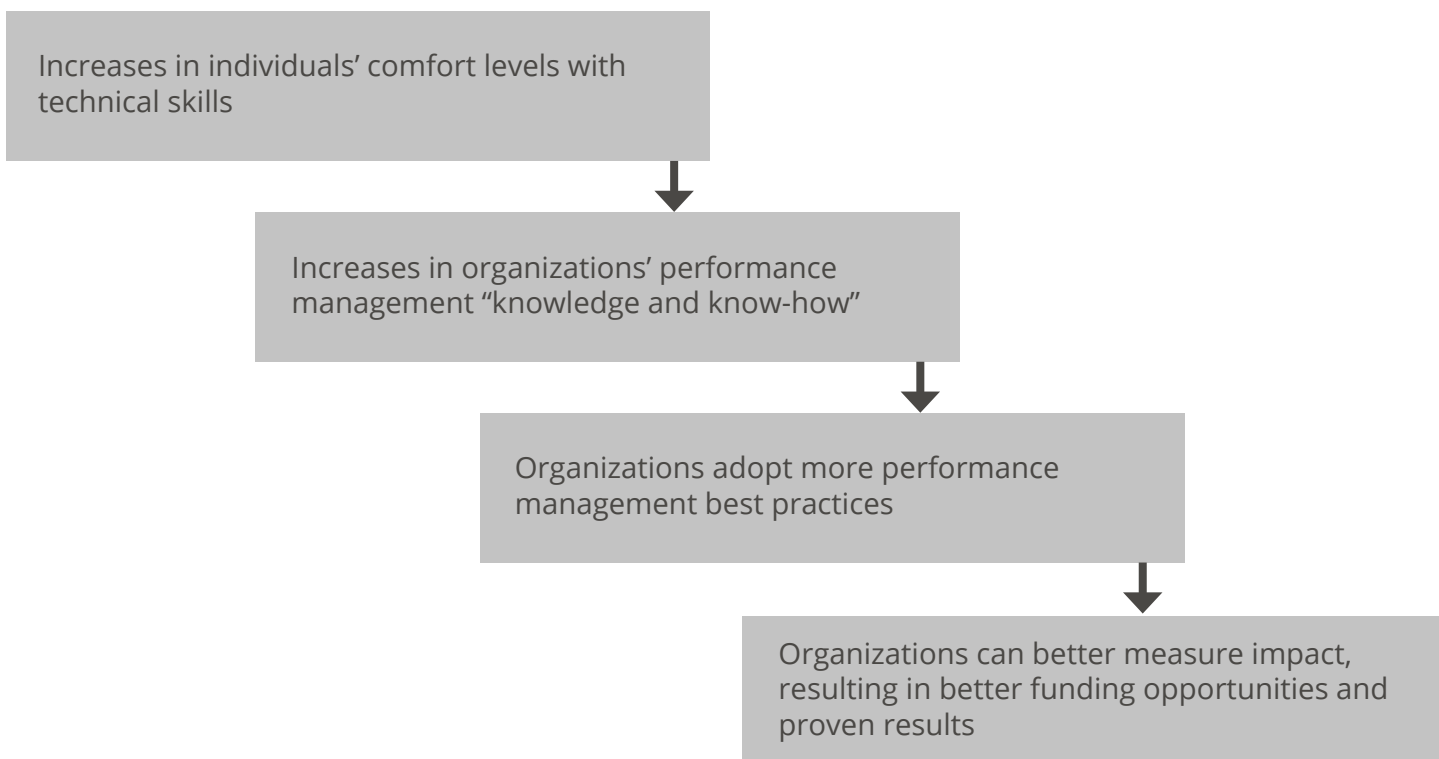 Increases in individuals’ comfort levels with
technical skills
Increases in organizations’ performance
management “knowledge and know-how”
Organizations adopt more performance
management best practices
Organizations can better measure impact,
resulting in better funding opportunities and
proven results